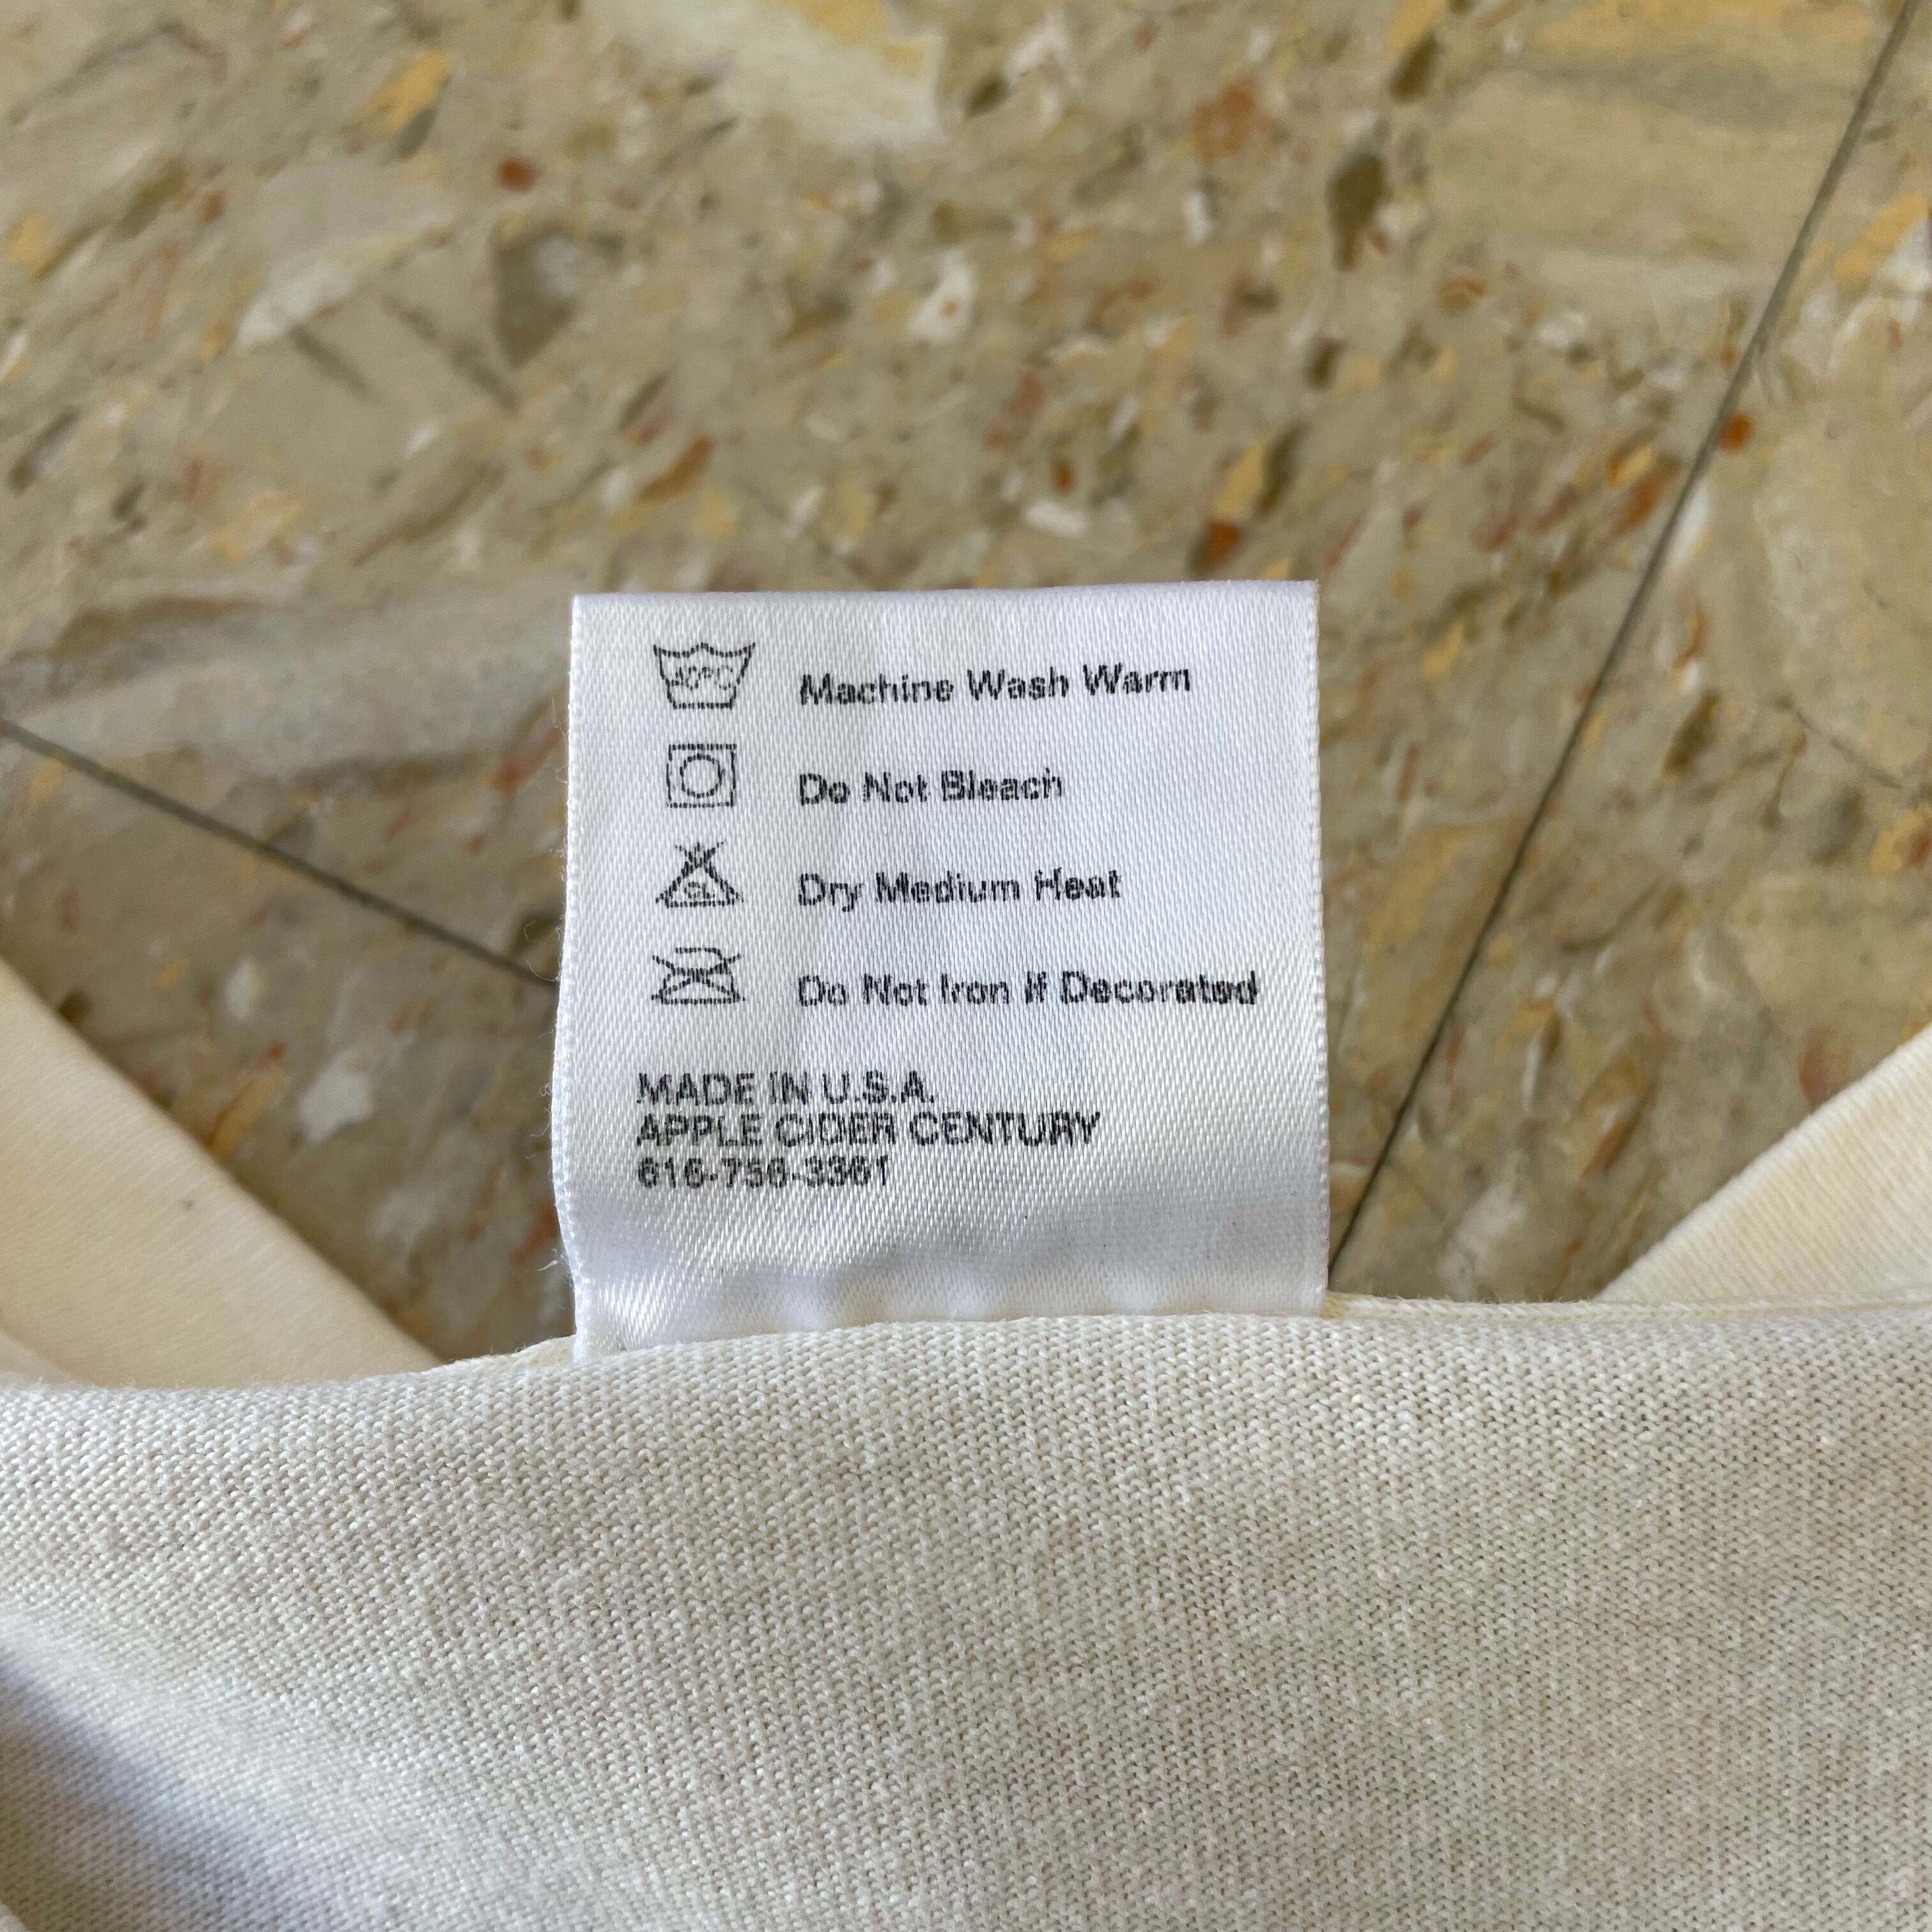 40°C Machine Wash Warm
Do Not Bleach
CL Dry Medium Heat
Do Not Iron If Decorated
MADE IN U.S.A.
APPLE CIDER CENTURY
616-756-3361